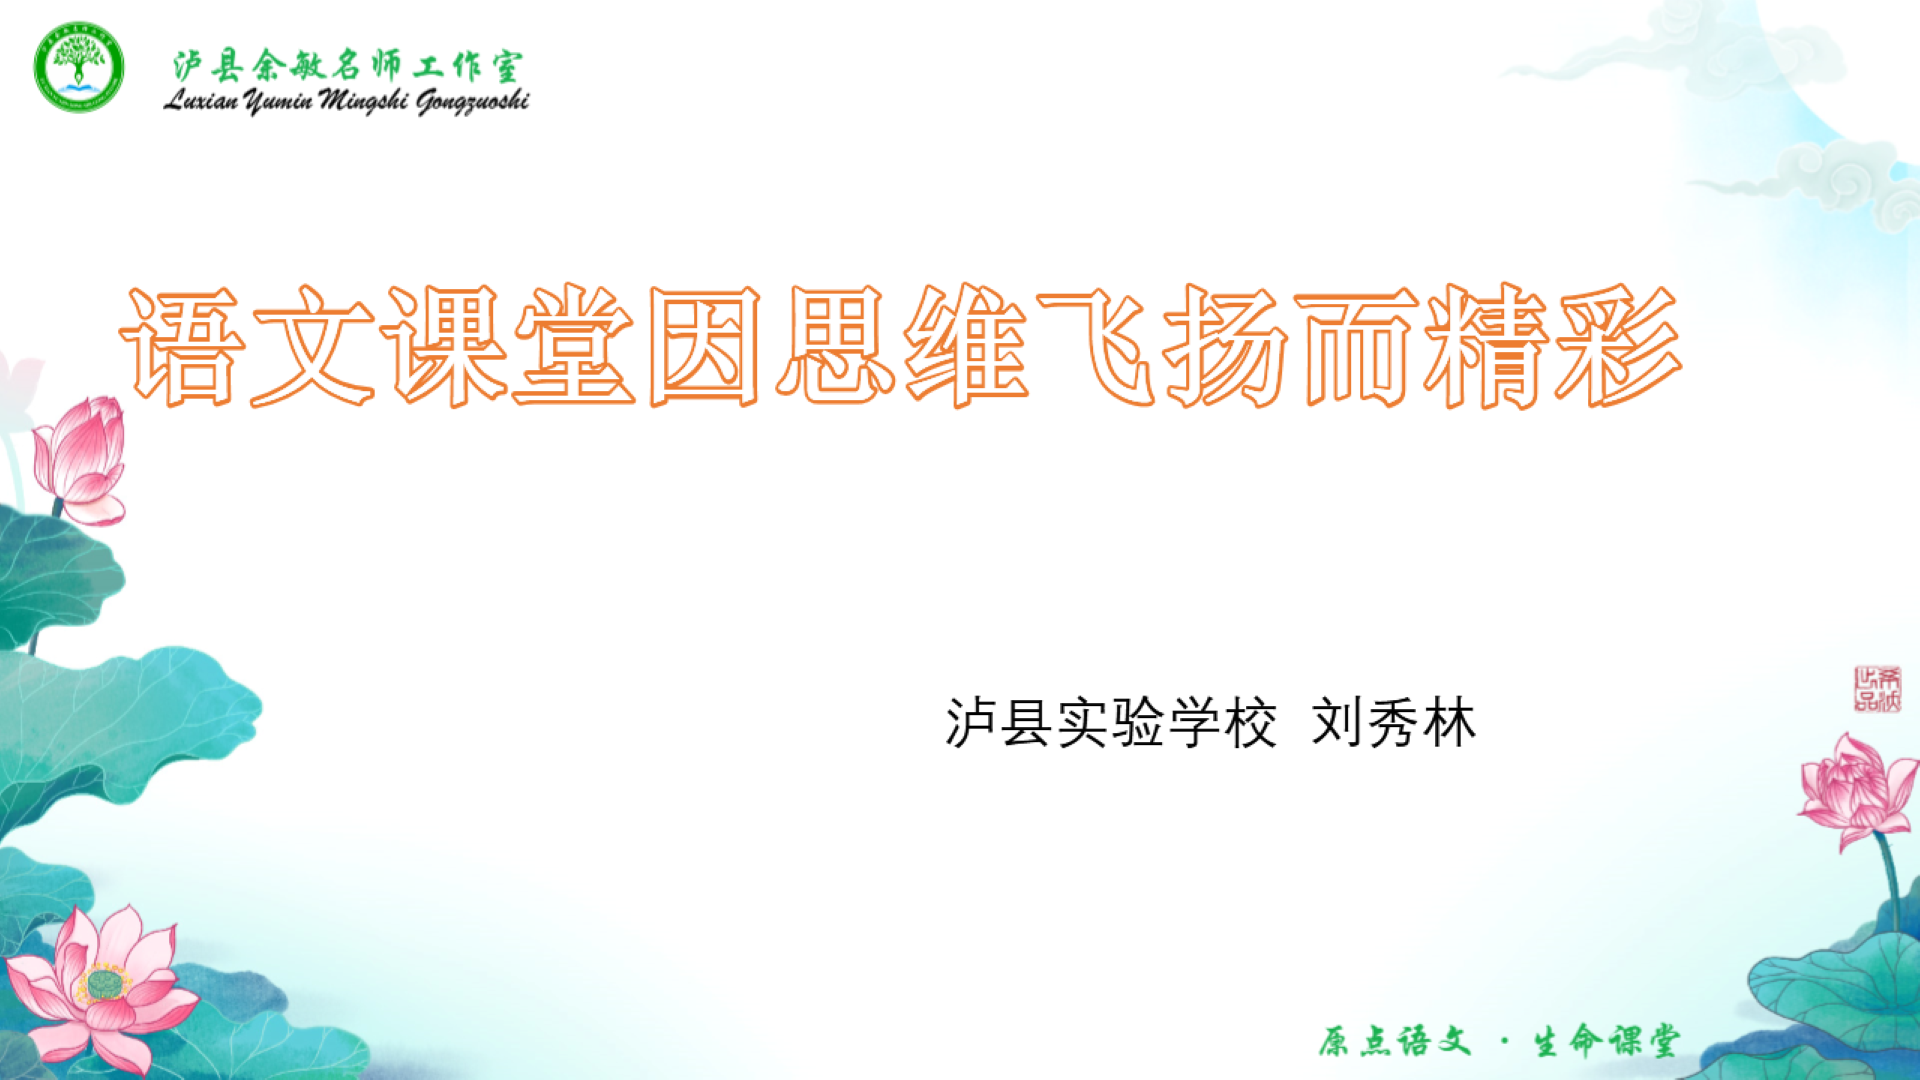 泸县余敏名师工作室
Luxian Yumin Mingshi Gongzuoshi
语文课堂因思维飞扬而精彩
泸县实验学校 刘秀林
原点语文·生命课堂